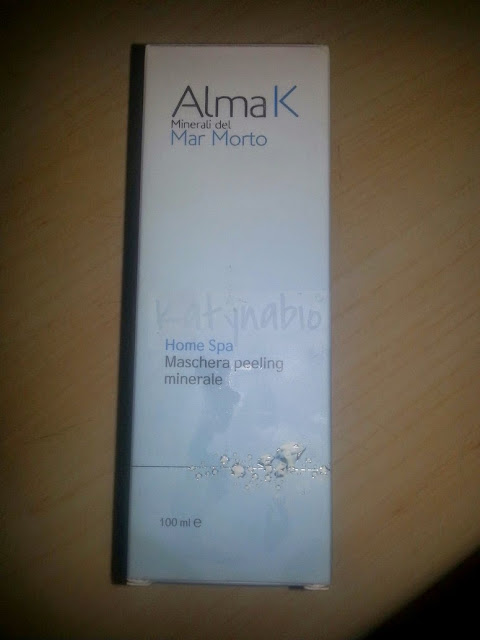 Alma K
Minerali del
Mar Morto
Katynabio
Home Spa
Maschera peeling
minerale
100 ml ℮